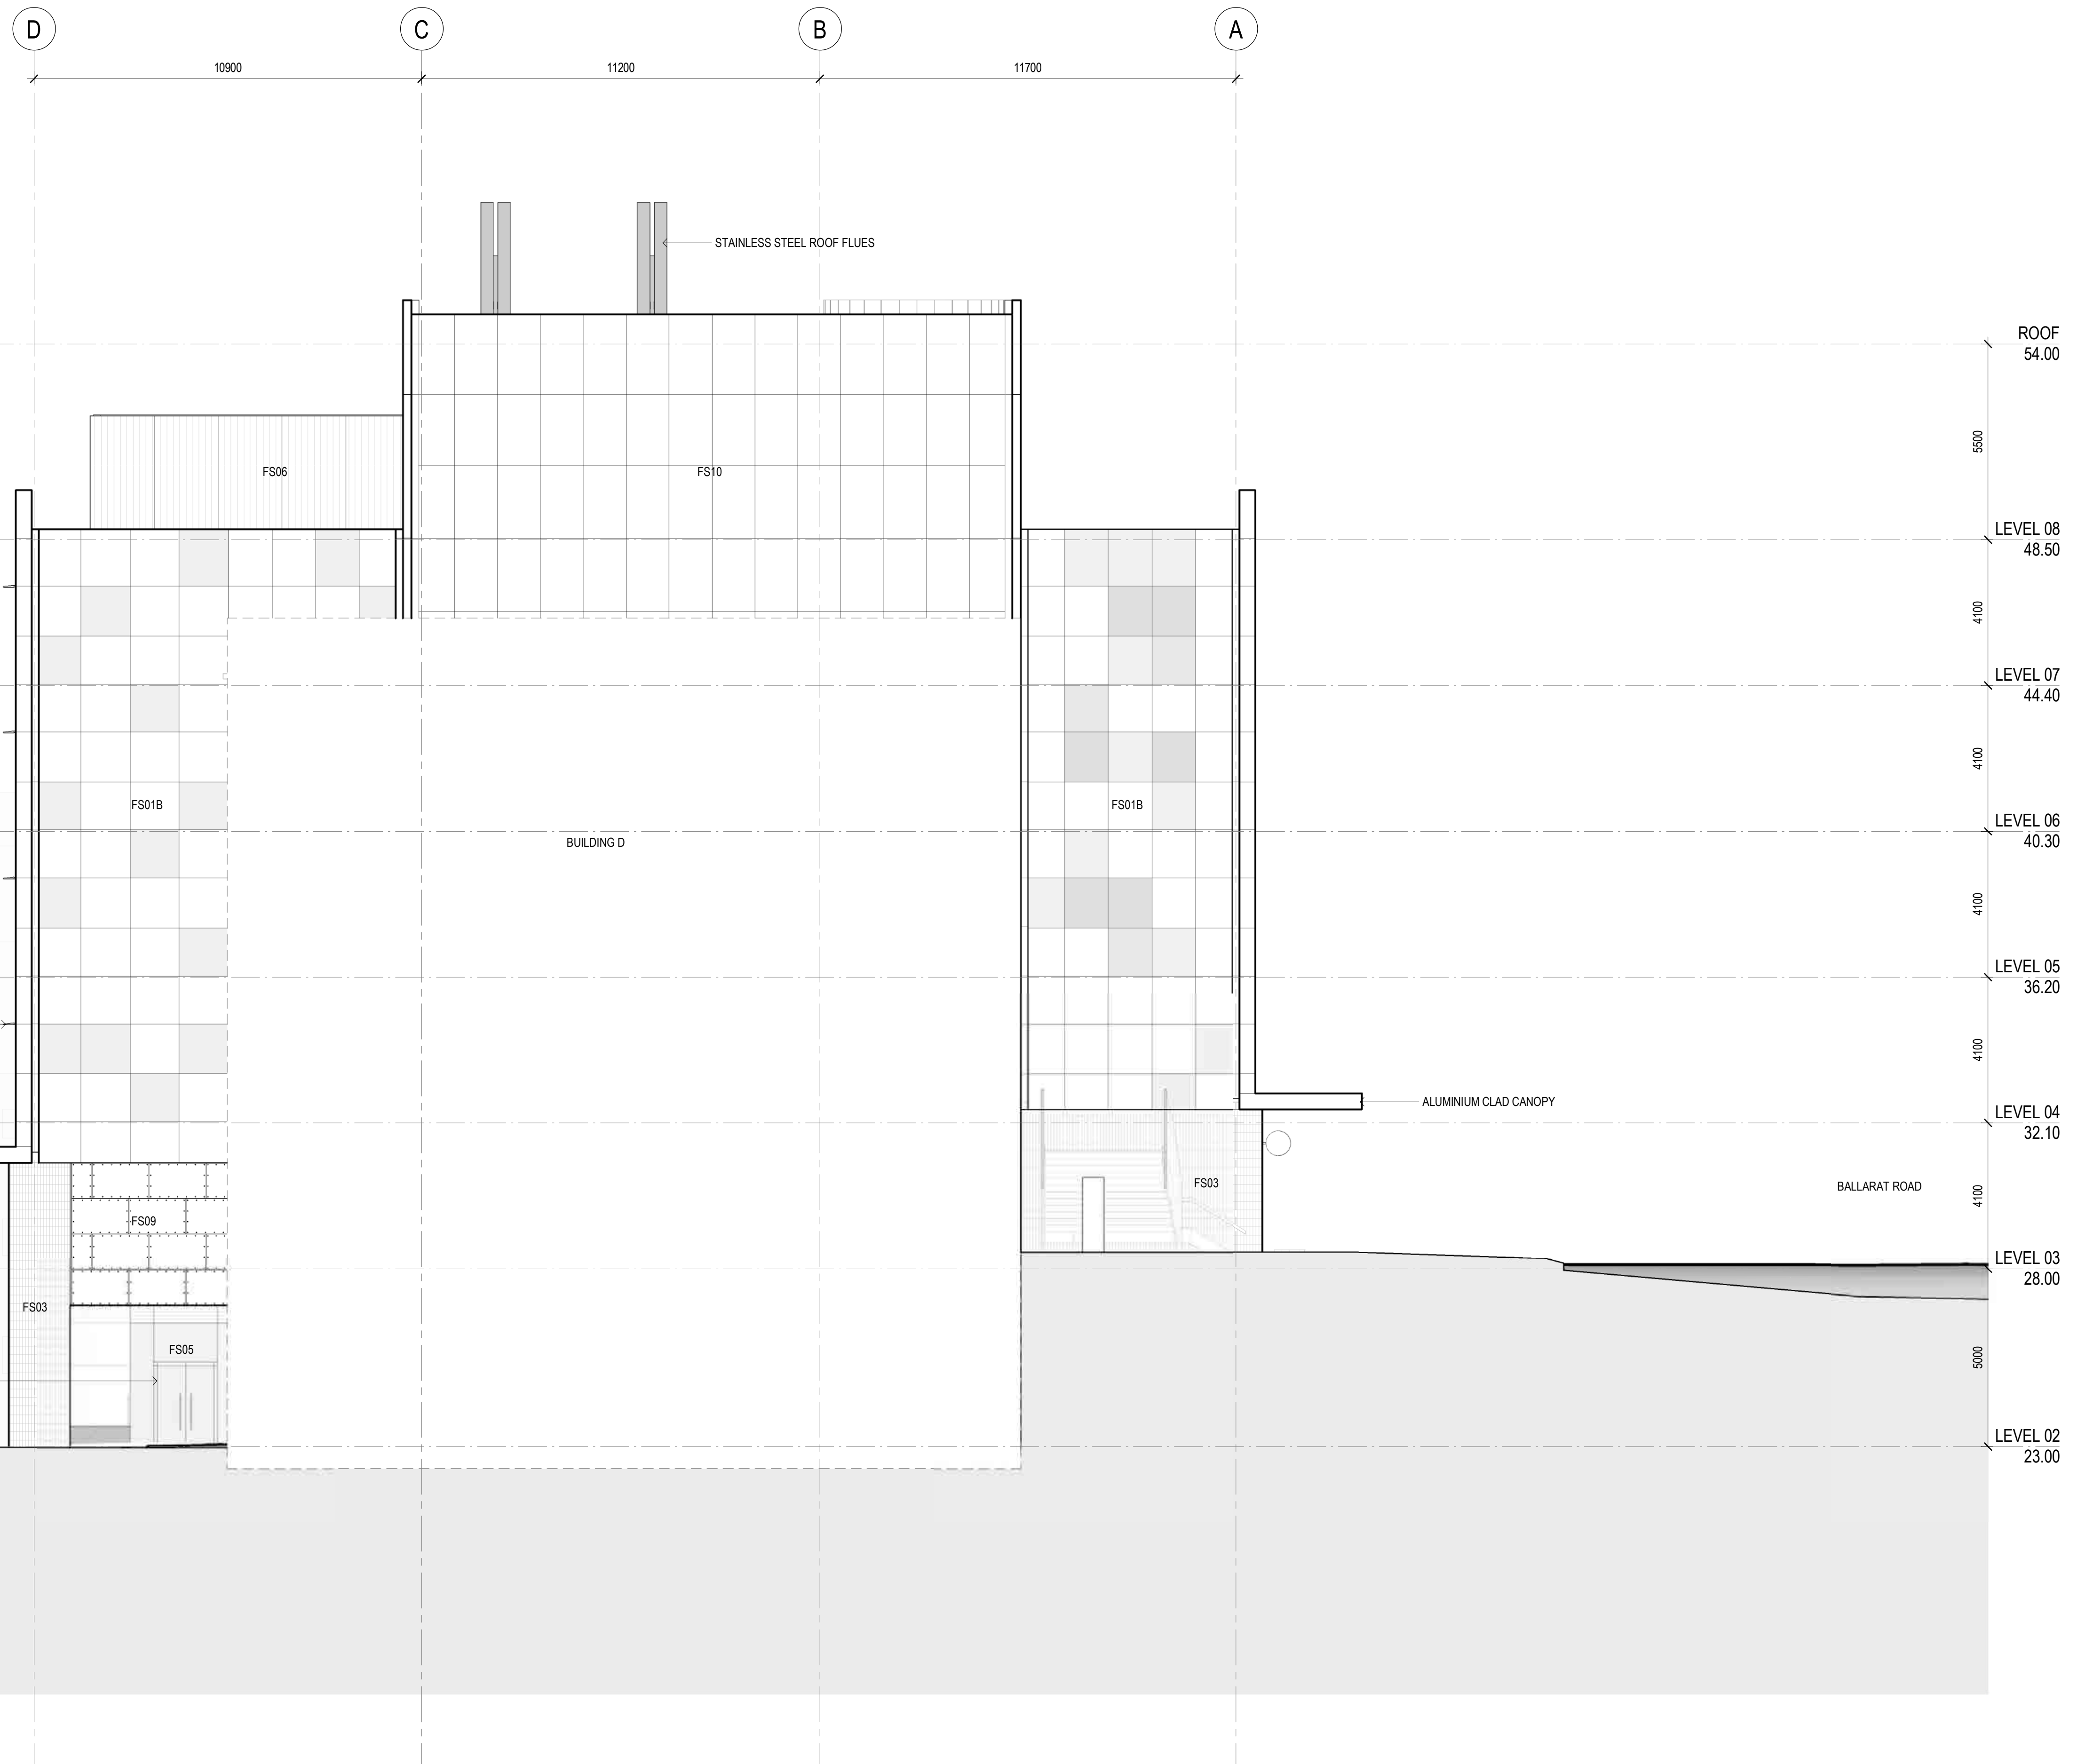 D
C
B
A
10900
11200
11700
STAINLESS STEEL ROOF FLUES
ROOF
54.00
5500
FS06
FS10
LEVEL 08
48.50
4100
LEVEL 07
44.40
4100
FS01B
FS01B
LEVEL 06
40.30
BUILDING D
4100
LEVEL 05
36.20
4100
ALUMINIUM CLAD CANOPY
LEVEL 04
32.10
FS03
BALLARAT ROAD
4100
FS09
LEVEL 03
28.00
FS03
FS05
5000
LEVEL 02
23.00